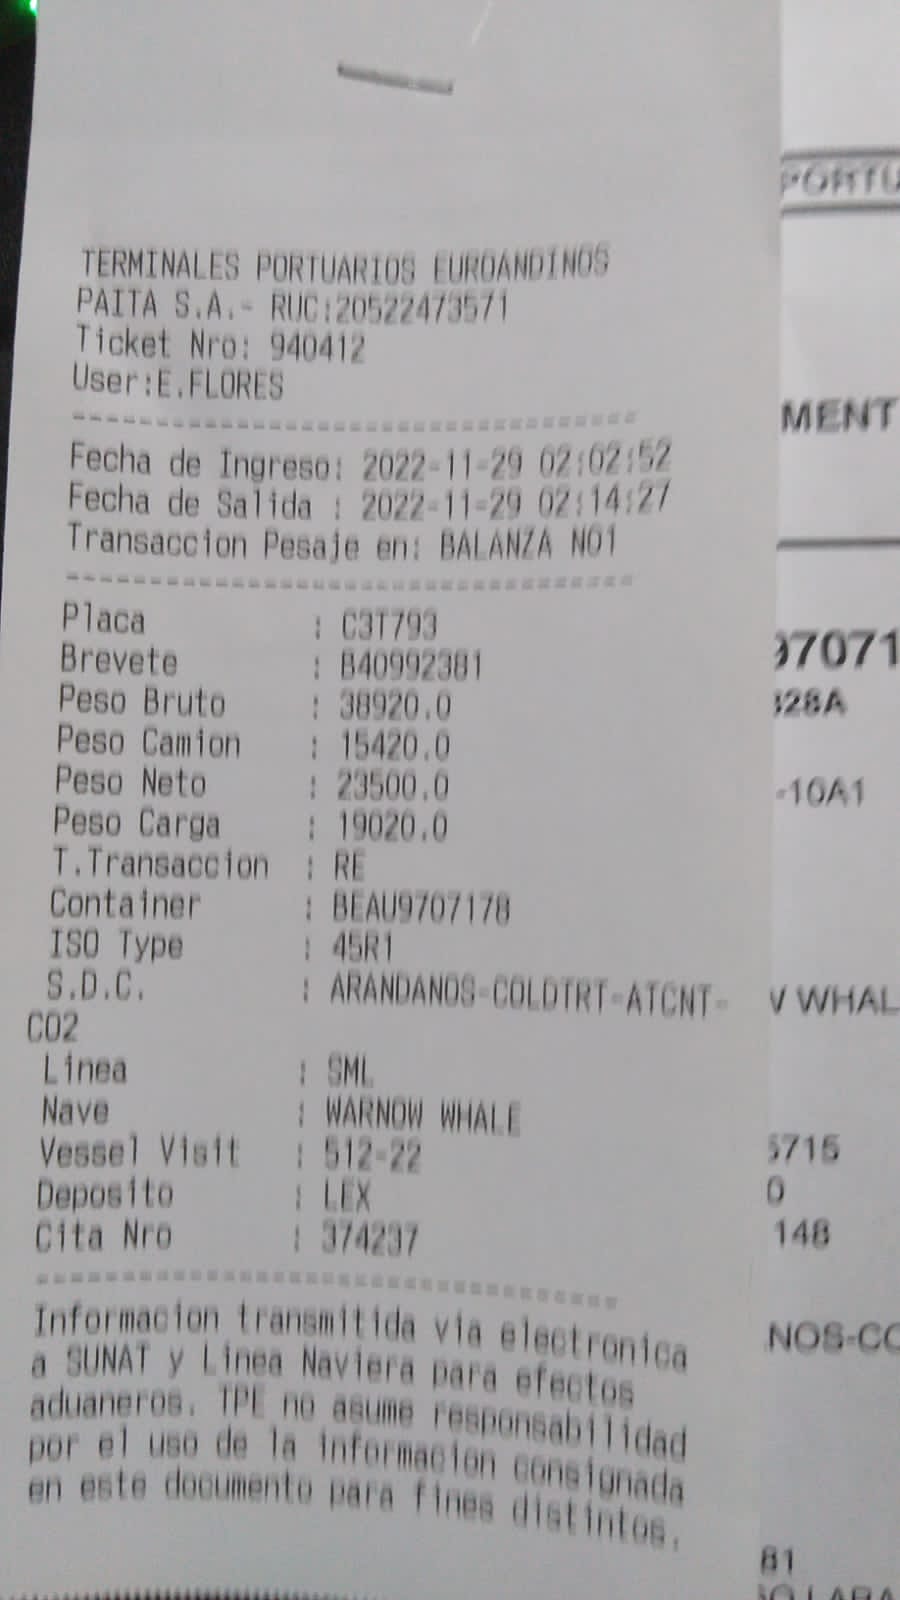 TERMINALES PORTUARIOS EUROANDINOS
PAITA S.A.- RUC:20522473571
Ticket Nro: 940412
User:E.FLORES
Fecha de Ingreso: 2022-11-29 02:02:52
Fecha de Salida : 2022-11-29 02:14:27
Transaccion Pesaje en: BALANZA NO1
Placa : C3T793
Brevete : B40992381
Peso Bruto : 38920.0
Peso Camion : 15420.0
Peso Neto : 23500.0
Peso Carga : 19020.0
T.Transaccion : RE
Container : BEAU9707178
ISO Type : 45R1
S.D.C. : ARANDANOS-COLDTRT-ATCNT-
CO2
Linea : SML
Nave : WARNOW WHALE
Vessel Visit : 512-22
Deposito : LEX
Cita Nro : 374237
Informacion transmitida via electronica
a SUNAT y Linea Naviera para efectos
aduaneros. TPE no asume responsabilidad
por el uso de la informacion consignada
en este documento para fines distintos.
PORTU
MENT
97071
328A
-10A1
V WHAL
5715
0
148
NOS-CO
81